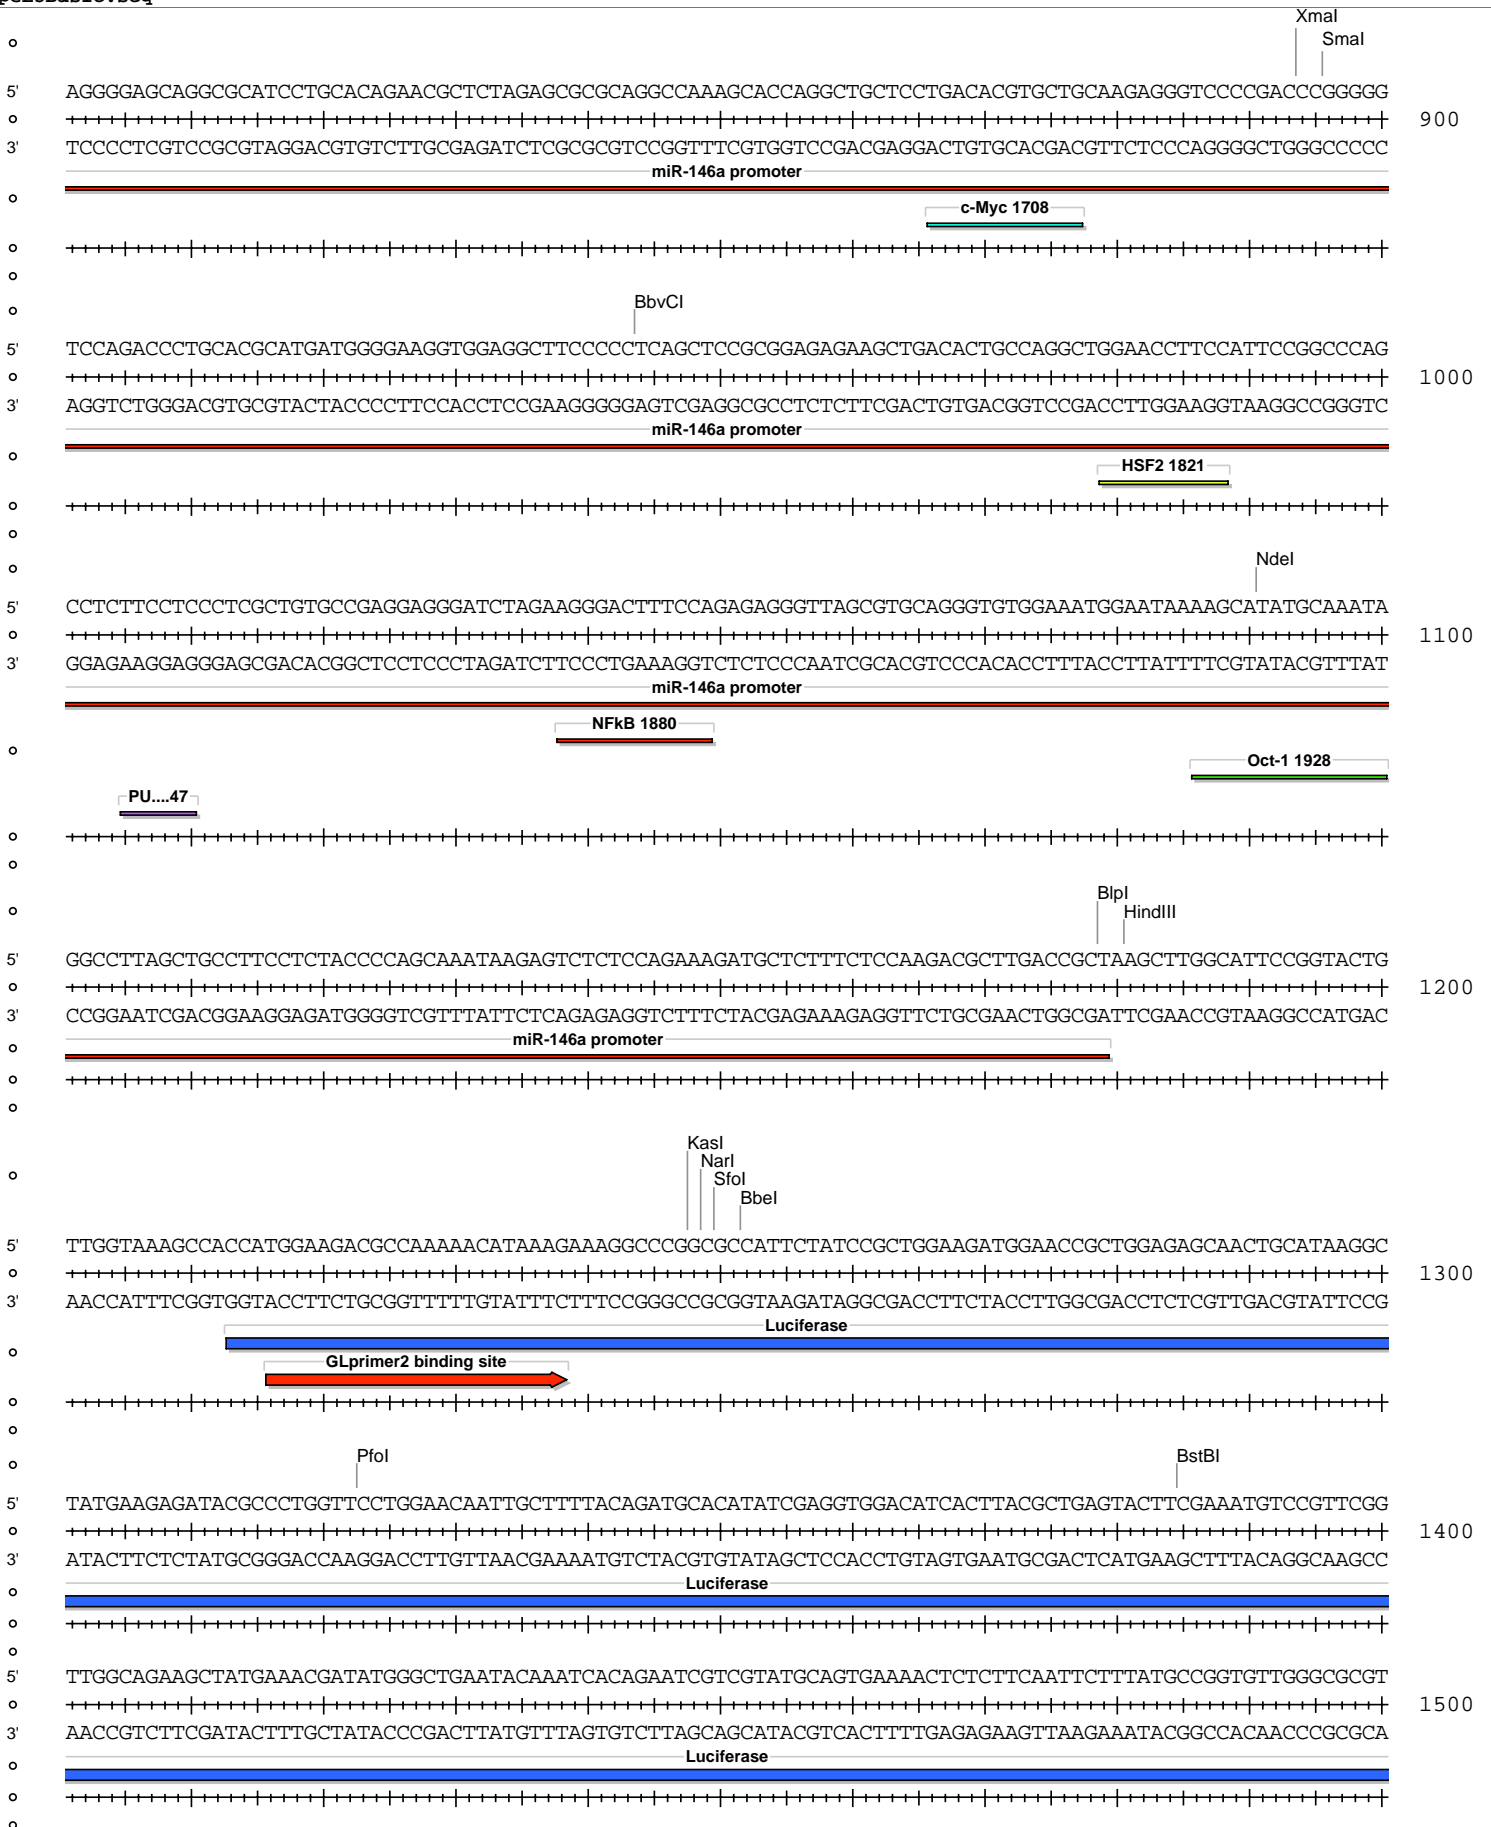 XmaI
SmaI
5' AGGGGAGCAGGCGCATCCTGCACAGAACGCTCTAGAGCGCGCAGGCCAAAGCACCAGGCTGCTCCTGACACGTGCTGCAAGAGGGTCCCCGACCCGGGGG
900
3' TCCCCTCGTCCGCGTAGGACGTGTCTTGCGAGATCTCGCGCGTCCGGTTTCGTGGTCCGACGAGGACTGTGCACGACGTTCTCCCAGGGGCTGGGCCCCC
miR-146a promoter
c-Myc 1708
BbvCI
5' TCCAGACCCTGCACGCATGATGGGGAAGGTGGAGGCTTCCCCCTCAGCTCCGCGGAGAGAAGCTGACACTGCCAGGCTGGAACCTTCCATTCCGGCCCAG
1000
3' AGGTCTGGGACGTGCGTACTACCCCTTCCACCTCCGAAGGGGGAGTCGAGGCGCCTCTCTTCGACTGTGACGGTCCGACCTTGGAAGGTAAGGCCGGGTC
miR-146a promoter
HSF2 1821
NdeI
5' CCTCTTCCTCCCTCGCTGTGCCGAGGAGGGATCTAGAAGGGACTTTCCAGAGAGGGTTAGCGTGCAGGGTGTGGAAATGGAATAAAAGCATATGCAAATA
1100
3' GGAGAAGGAGGGAGCGACACGGCTCCTCCCTAGATCTTCCCTGAAAGGTCTCTCCCAATCGCACGTCCCACACCTTTACCTTATTTTCGTATACGTTTAT
miR-146a promoter
NFkB 1880
Oct-1 1928
PU....47
BlpI
HindIII
5' GGCCTTAGCTGCCTTCCTCTACCCCAGCAAATAAGAGTCTCTCCAGAAAGATGCTCTTTCTCCAAGACGCTTGACCGCTAAGCTTGGCATTCCGGTACTG
1200
3' CCGGAATCGACGGAAGGAGATGGGGTCGTTTATTCTCAGAGAGGTCTTTCTACGAGAAAGAGGTTCTGCGAACTGGCGATTCGAACCGTAAGGCCATGAC
miR-146a promoter
KasI
NarI
SfoI
BbeI
5' TTGGTAAAGCCACCATGGAAGACGCCAAAAACATAAAGAAAGGCCCGGCGCCATTCTATCCGCTGGAAGATGGAACCGCTGGAGAGCAACTGCATAAGGC
1300
3' AACCATTTCGGTGGTACCTTCTGCGGTTTTTGTATTTCTTTCCGGGCCGCGGTAAGATAGGCGACCTTCTACCTTGGCGACCTCTCGTTGACGTATTCCG
Luciferase
GLprimer2 binding site
PfoI
BstBI
5' TATGAAGAGATACGCCCTGGTTCCTGGAACAATTGCTTTTACAGATGCACATATCGAGGTGGACATCACTTACGCTGAGTACTTCGAAATGTCCGTTCGG
1400
3' ATACTTCTCTATGCGGGACCAAGGACCTTGTTAACGAAAATGTCTACGTGTATAGCTCCACCTGTAGTGAATGCGACTCATGAAGCTTTACAGGCAAGCC
Luciferase
5' TTGGCAGAAGCTATGAAACGATATGGGCTGAATACAAATCACAGAATCGTCGTATGCAGTGAAAACTCTCTTCAATTCTTTATGCCGGTGTTGGGCGCGT
1500
3' AACCGTCTTCGATACTTTGCTATACCCGACTTATGTTTAGTGTCTTAGCAGCATACGTCACTTTTGAGAGAAGTTAAGAAATACGGCCACAACCCGCGCA
Luciferase